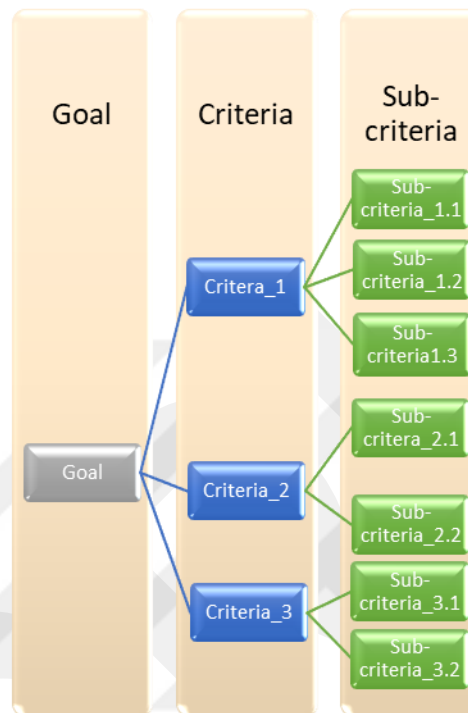 Goal
Criteria
Sub-
criteria
Sub-
criteria_1.1
Critera_1
Sub-
criteria_1.2
Sub-
criteria1.3
Goal
Criteria_2
Sub-
critera_2.1
Sub-
criteria_2.2
Criteria_3
Sub-
criteria_3.1
Sub-
criteria_3.2